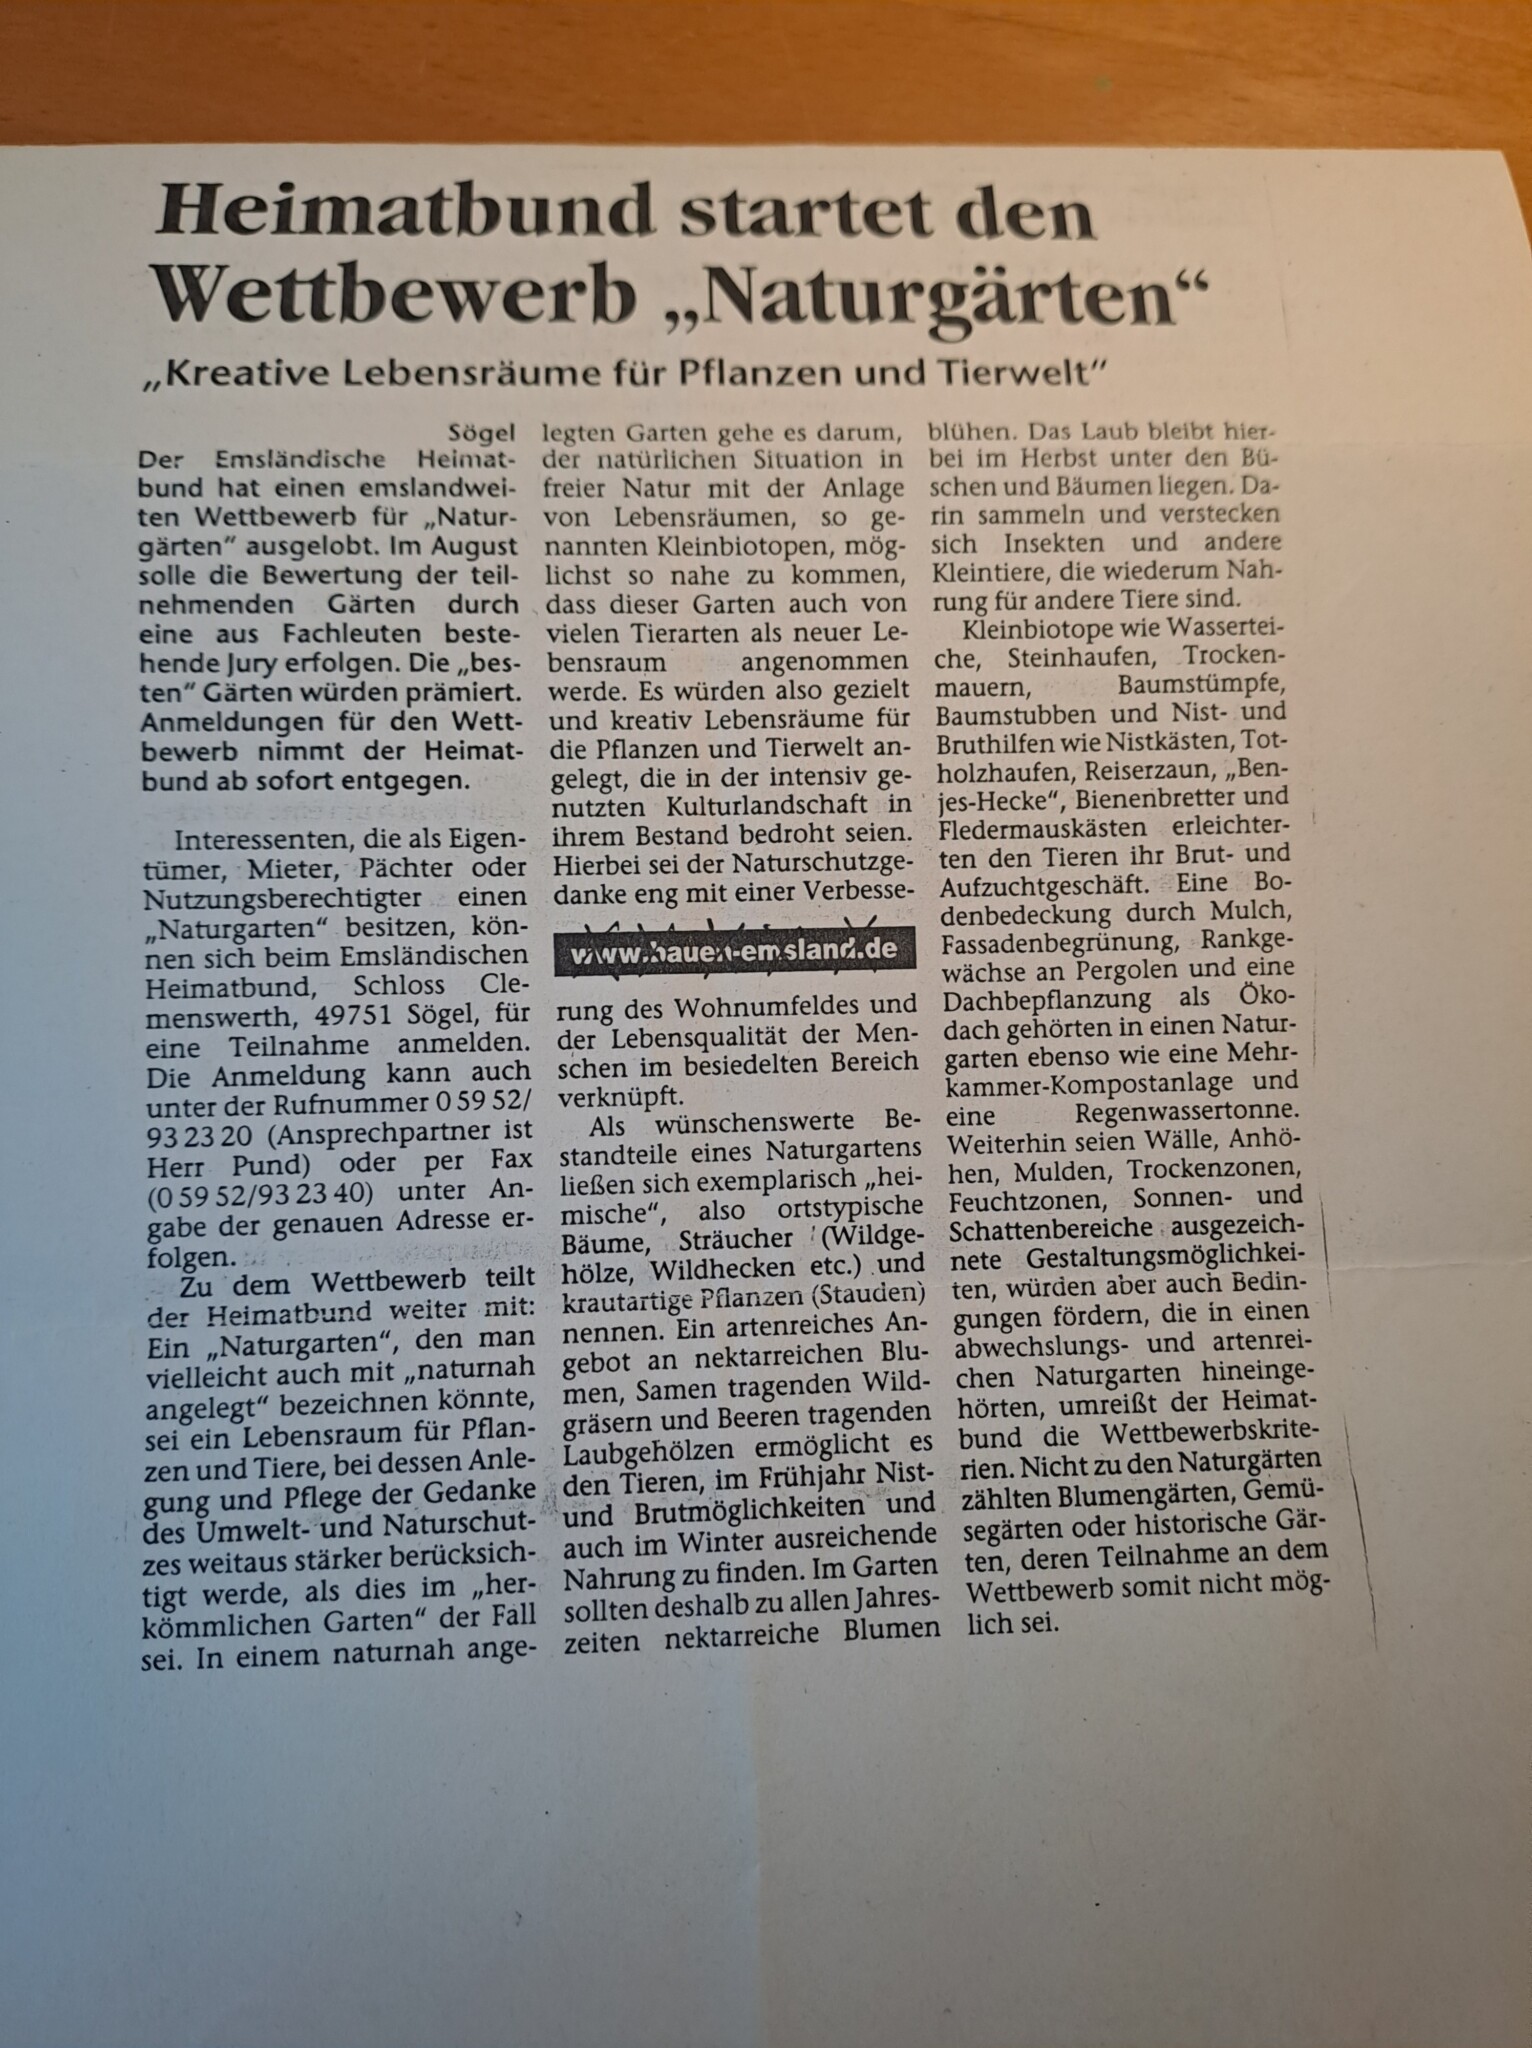 Heimatbund startet den
Wettbewerb „Naturgärten“
„Kreative Lebensräume für Pflanzen und Tierwelt“
Sögel
Der Emsländische Heimat-
bund hat einen emslandwei-
ten Wettbewerb für „Natur-
gärten“ ausgelobt. Im August
solle die Bewertung der teil-
nehmenden Gärten durch
eine aus Fachleuten beste-
hende Jury erfolgen. Die „bes-
ten“ Gärten würden prämiert.
Anmeldungen für den Wett-
bewerb nimmt der Heimat-
bund ab sofort entgegen.
Interessenten, die als Eigen-
tümer, Mieter, Pächter oder
Nutzungsberechtigter einen
„Naturgarten“ besitzen, kön-
nen sich beim Emsländischen
Heimatbund, Schloss Cle-
menswerth, 49751 Sögel, für
eine Teilnahme anmelden.
Die Anmeldung kann auch
unter der Rufnummer 0 59 52/
93 23 20 (Ansprechpartner ist
Herr Pund) oder per Fax
(0 59 52/93 23 40) unter An-
gabe der genauen Adresse er-
folgen.
Zu dem Wettbewerb teilt
der Heimatbund weiter mit:
Ein „Naturgarten“, den man
vielleicht auch mit „naturnah
angelegt“ bezeichnen könnte,
sei ein Lebensraum für Pflan-
zen und Tiere, bei dessen Anle-
gung und Pflege der Gedanke
des Umwelt- und Naturschut-
zes weitaus stärker berücksich-
tigt werde, als dies im „her-
kömmlichen Garten“ der Fall
sei. In einem naturnah ange-
legten Garten gehe es darum,
der natürlichen Situation in
freier Natur mit der Anlage
von Lebensräumen, so ge-
nannten Kleinbiotopen, mög-
lichst so nahe zu kommen,
dass dieser Garten auch von
vielen Tierarten als neuer Le-
bensraum angenommen
werde. Es würden also gezielt
und kreativ Lebensräume für
die Pflanzen und Tierwelt an-
gelegt, die in der intensiv ge-
nutzten Kulturlandschaft in
ihrem Bestand bedroht seien.
Hierbei sei der Naturschutzge-
danke eng mit einer Verbesse-
www.bauen-emsland.de
rung des Wohnumfeldes und
der Lebensqualität der Men-
schen im besiedelten Bereich
verknüpft.
Als wünschenswerte Be-
standteile eines Naturgartens
ließen sich exemplarisch „hei-
mische“, also ortstypische
Bäume, Sträucher (Wildge-
hölze, Wildhecken etc.) und
krautartige Pflanzen (Stauden)
nennen. Ein artenreiches An-
gebot an nektarreichen Blu-
men, Samen tragenden Wild-
gräsern und Beeren tragenden
Laubgehölzen ermöglicht es
den Tieren, im Frühjahr Nist-
und Brutmöglichkeiten und
auch im Winter ausreichende
Nahrung zu finden. Im Garten
sollten deshalb zu allen Jahres-
zeiten nektarreiche Blumen
blühen. Das Laub bleibt hier-
bei im Herbst unter den Bü-
schen und Bäumen liegen. Da-
rin sammeln und verstecken
sich Insekten und andere
Kleintiere, die wiederum Nah-
rung für andere Tiere sind.
Kleinbiotope wie Wassertei-
che, Steinhaufen, Trocken-
mauern, Baumstümpfe,
Baumstubben und Nist- und
Bruthilfen wie Nistkästen, Tot-
holzhaufen, Reiserzaun, „Ben-
jes-Hecke“, Bienenbretter und
Fledermauskästen erleichter-
ten den Tieren ihr Brut- und
Aufzuchtgeschäft. Eine Bo-
denbedeckung durch Mulch,
Fassadenbegrünung, Rankge-
wächse an Pergolen und eine
Dachbepflanzung als Öko-
dach gehörten in einen Natur-
garten ebenso wie eine Mehr-
kammer-Kompostanlage und
eine Regenwassertonne.
Weiterhin seien Wälle, Anhö-
hen, Mulden, Trockenzonen,
Feuchtzonen, Sonnen- und
Schattenbereiche ausgezeich-
nete Gestaltungsmöglichkei-
ten, würden aber auch Bedin-
gungen fördern, die in einen
abwechslungs- und artenrei-
chen Naturgarten hineinge-
hörten, umreißt der Heimat-
bund die Wettbewerbskrite-
rien. Nicht zu den Naturgärten
zählten Blumengärten, Gemü-
segärten oder historische Gär-
ten, deren Teilnahme an dem
Wettbewerb somit nicht mög-
lich sei.